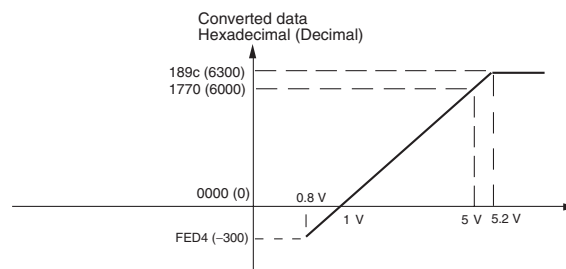 Converted data
Hexadecimal (Decimal)
189c (6300)
1770 (6000)
0000 (0)
0.8 V
1 V
5 V
5.2 V
FED4 (−300)